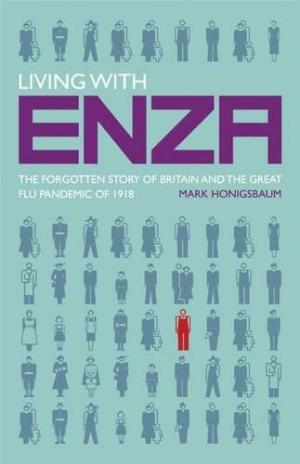 LIVING WITH
ENZA
THE FORGOTTEN STORY OF BRITAIN AND THE GREAT
FLU PANDEMIC OF 1918 MARK HONIGSBAUM